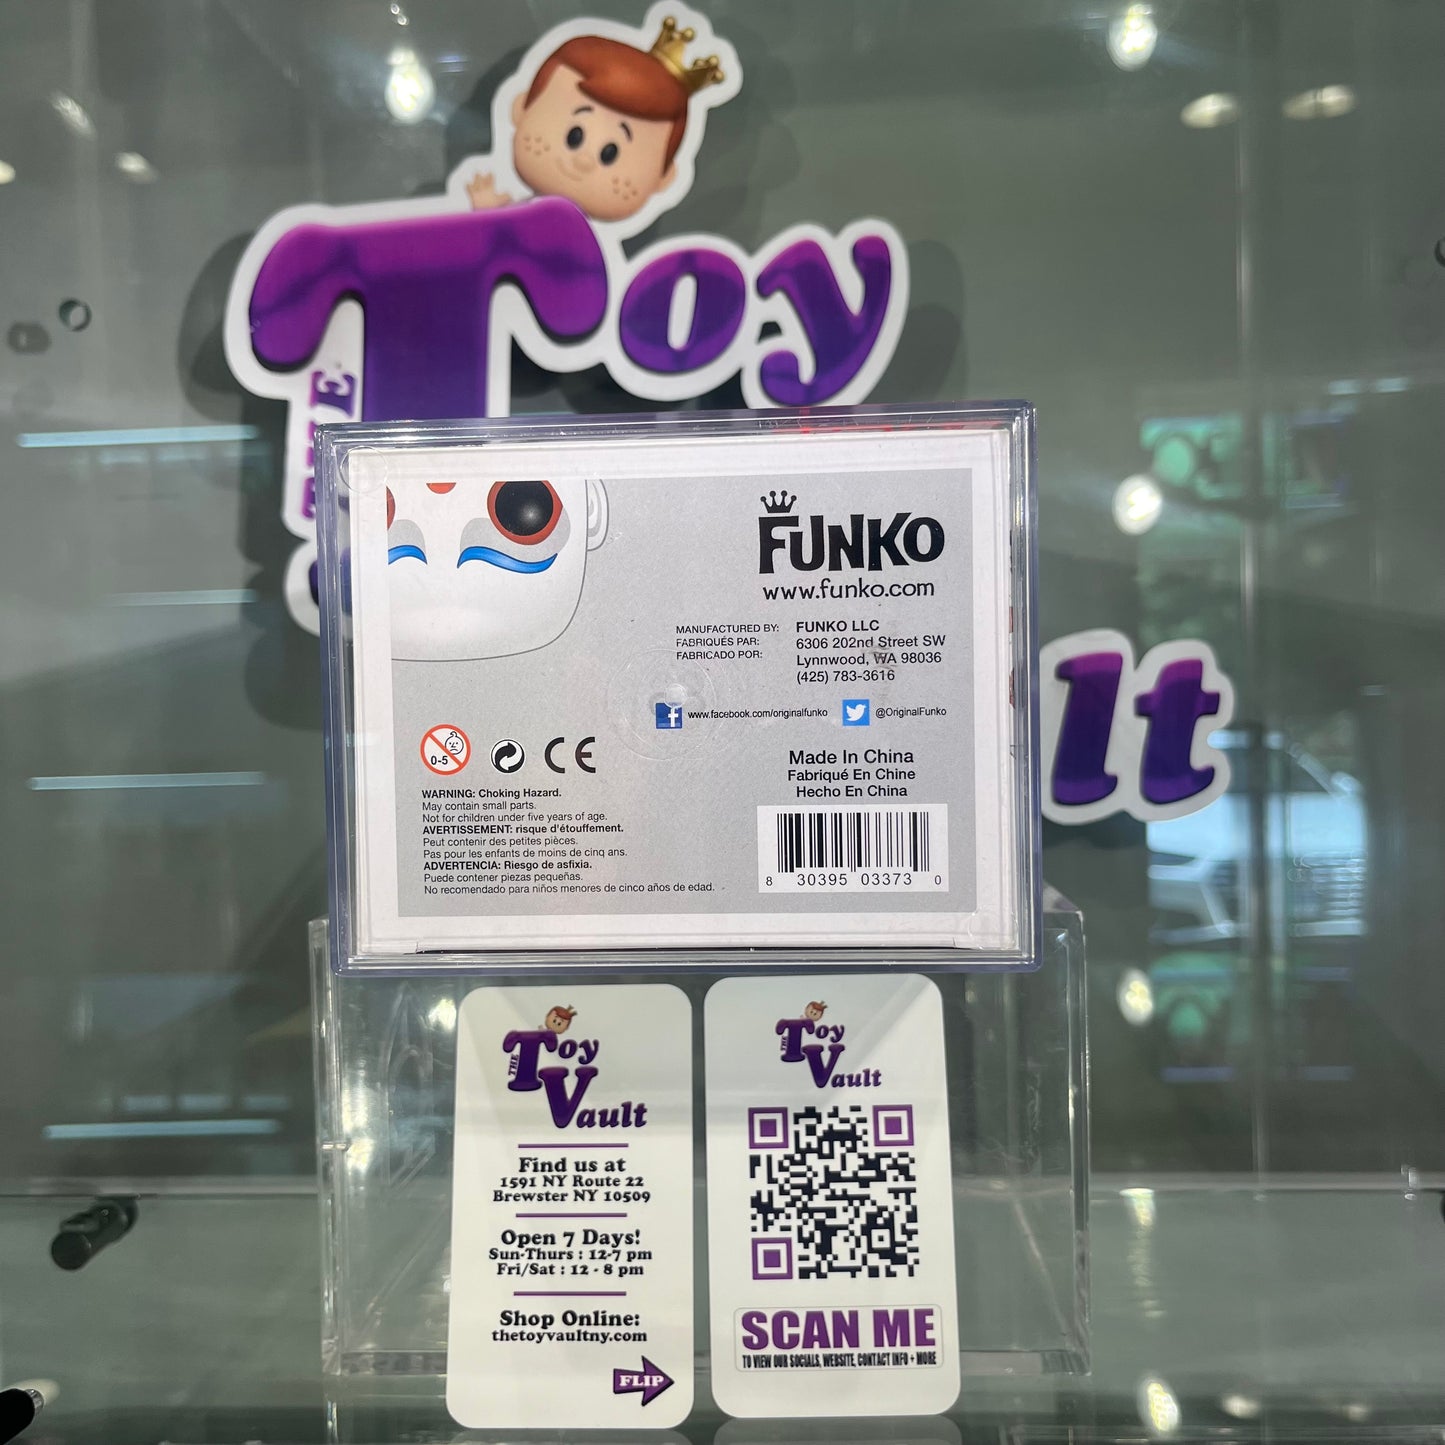 THE
Toy
lt
FUNKO
www.funko.com
MANUFACTURED BY: FUNKO LLC
FABRIQUÉS PAR: 6306 202nd Street SW
FABRICADO POR: Lynnwood, WA 98036
(425) 783-3616
www.facebook.com/originalfunko @OriginalFunko
0-5
CE
Made In China
Fabriqué En Chine
Hecho En China
WARNING: Choking Hazard.
May contain small parts.
Not for children under five years of age.
AVERTISSEMENT: risque d'étouffement.
Peut contenir des petites pièces.
Pas pour les enfants de moins de cinq ans.
ADVERTENCIA: Riesgo de asfixia.
Puede contener piezas pequeñas.
No recomendado para niños menores de cinco años de edad.
8 30395 03373 0
THE
Toy
Vault
Find us at
1591 NY Route 22
Brewster NY 10509
Open 7 Days!
Sun-Thurs : 12-7 pm
Fri/Sat : 12 - 8 pm
Shop Online:
thetoyvaultny.com
FLIP
THE
Toy
Vault
SCAN ME
TO VIEW OUR SOCIALS, WEBSITE, CONTACT INFO + MORE